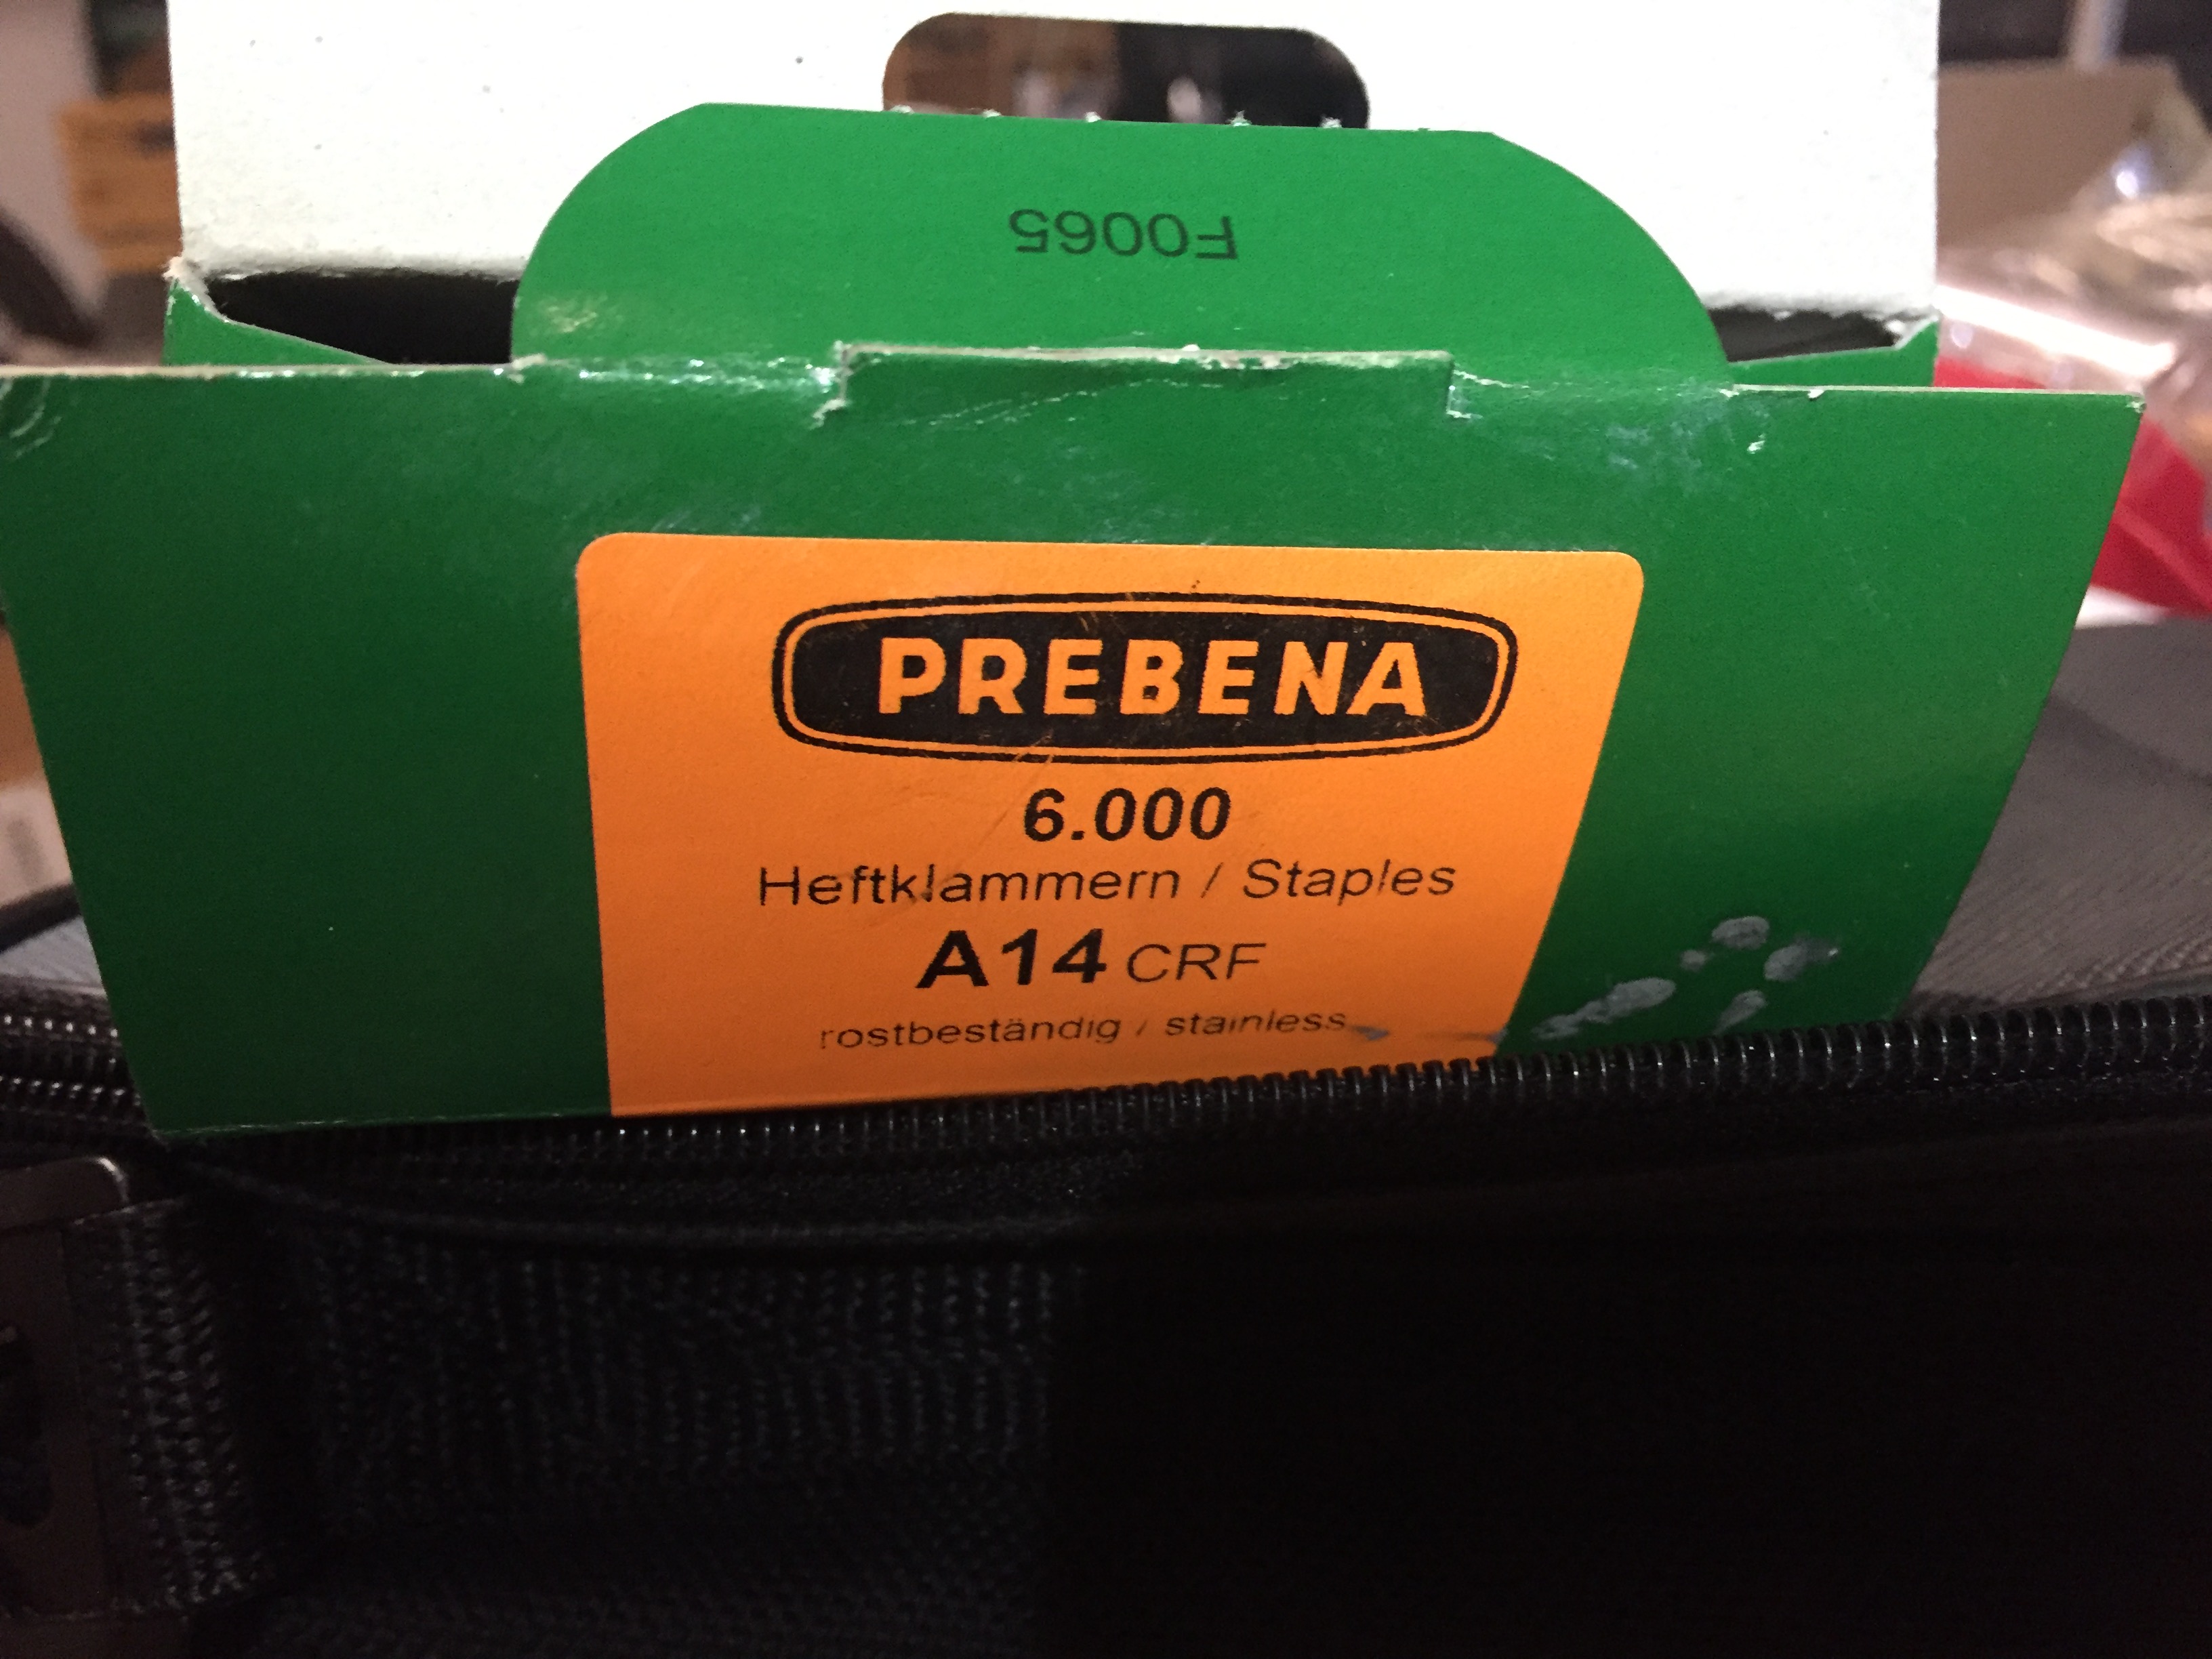 F0065
PREBENA
6.000
Heftklammern / Staples
A14 CRF
rostbeständig / stainless